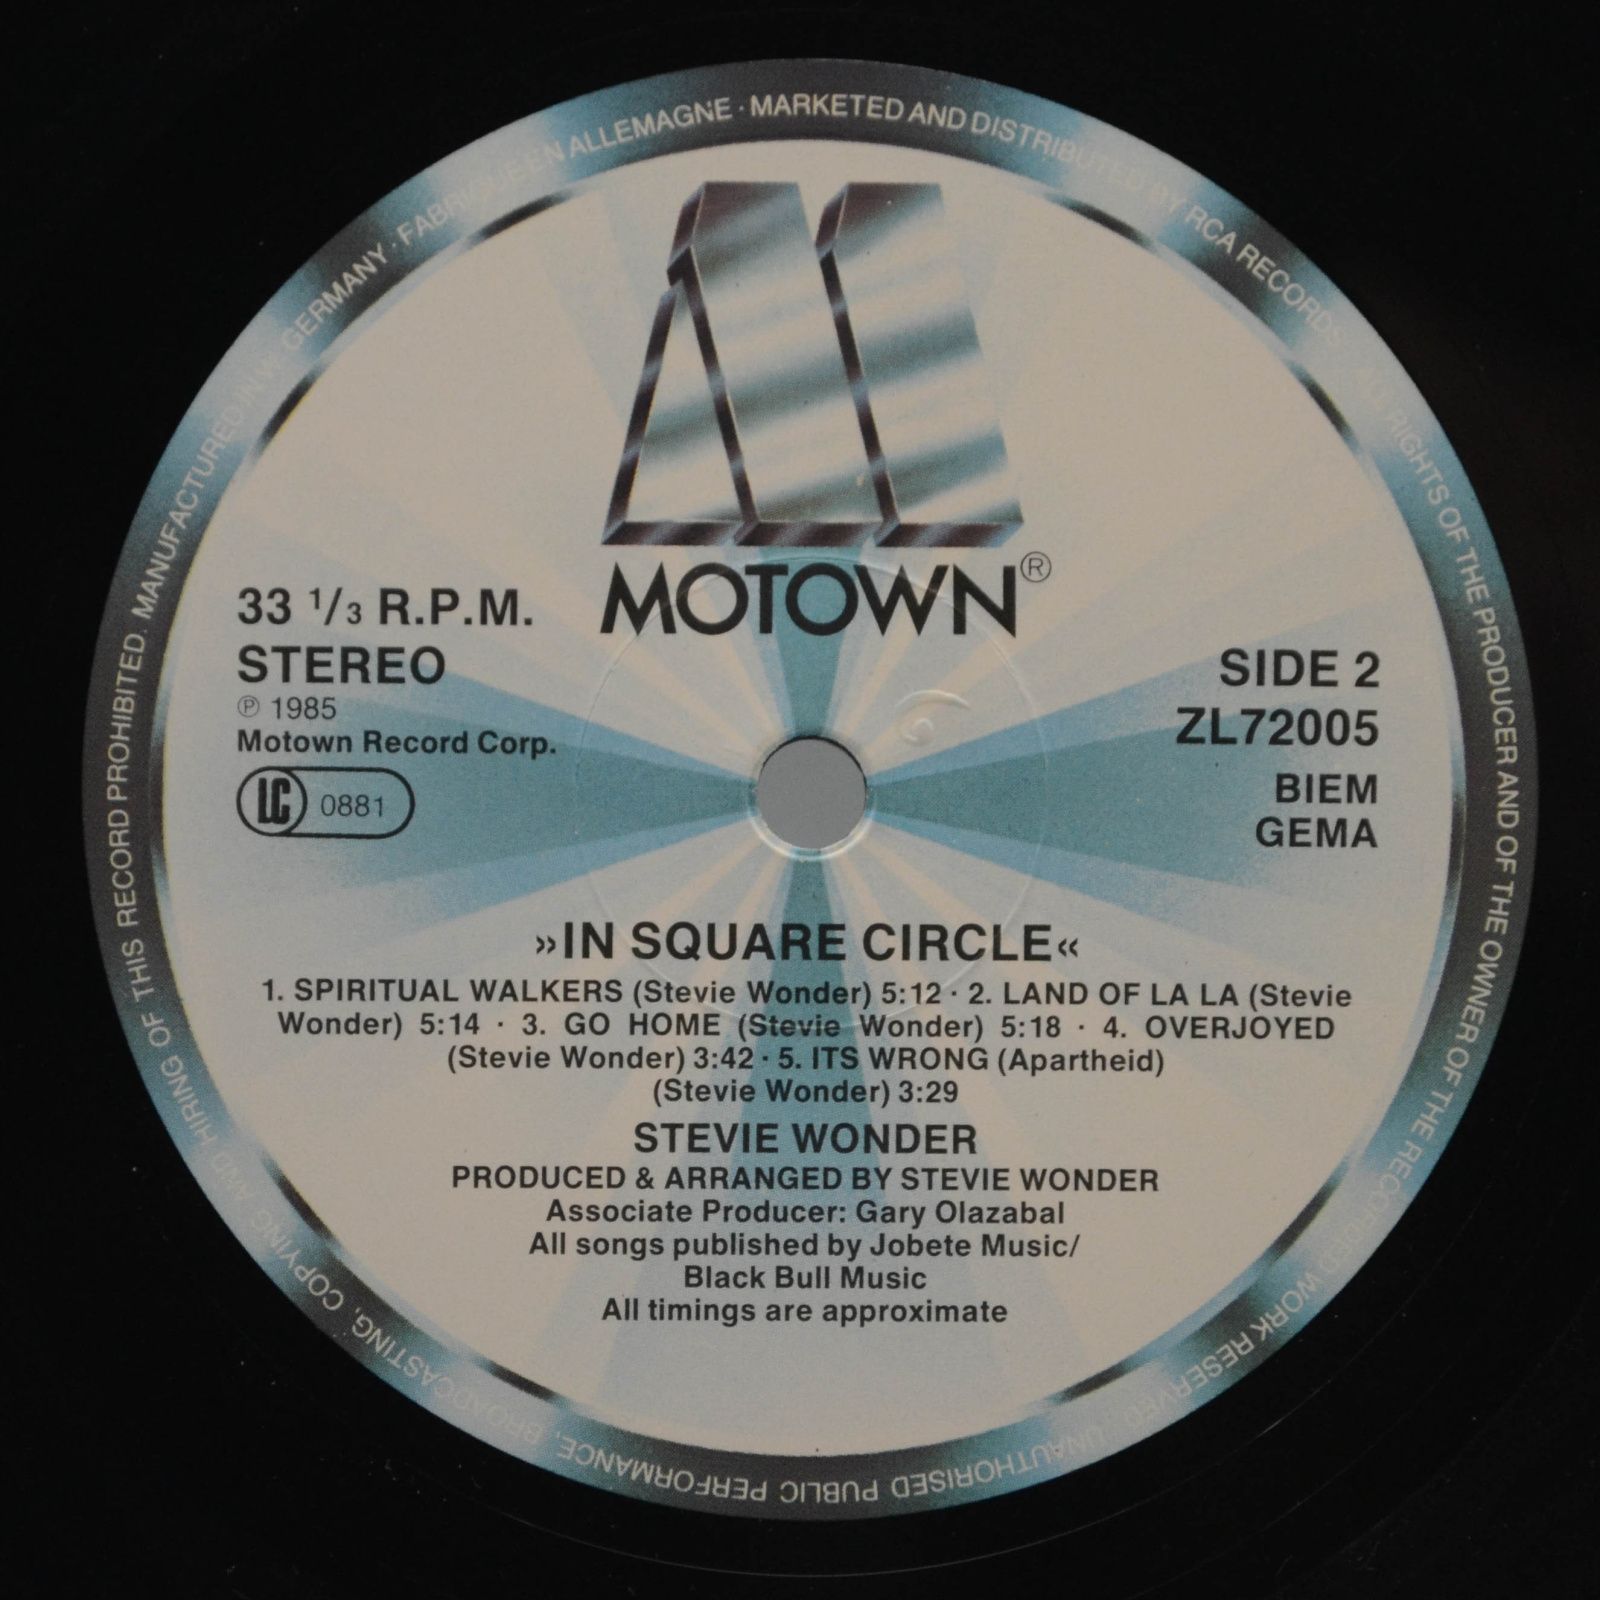 MANUFACTURED IN W. GERMANY · FABRIQUE EN ALLEMAGNE · MARKETED AND DISTRIBUTED BY RCA RECORDS · ALL RIGHTS OF THE PRODUCER AND OF THE OWNER OF THE RECORDED WORK RESERVED. UNAUTHORISED PUBLIC PERFORMANCE, BROADCASTING, COPYING AND HIRING OF THIS RECORD PROHIBITED.
MOTOWN®
33 1/3 R.P.M.
STEREO
℗ 1985
Motown Record Corp.
LC 0881
SIDE 2
ZL72005
BIEM
GEMA
»IN SQUARE CIRCLE«
1. SPIRITUAL WALKERS (Stevie Wonder) 5:12 · 2. LAND OF LA LA (Stevie
Wonder) 5:14 · 3. GO HOME (Stevie Wonder) 5:18 · 4. OVERJOYED
(Stevie Wonder) 3:42 · 5. ITS WRONG (Apartheid)
(Stevie Wonder) 3:29
STEVIE WONDER
PRODUCED & ARRANGED BY STEVIE WONDER
Associate Producer: Gary Olazabal
All songs published by Jobete Music/
Black Bull Music
All timings are approximate